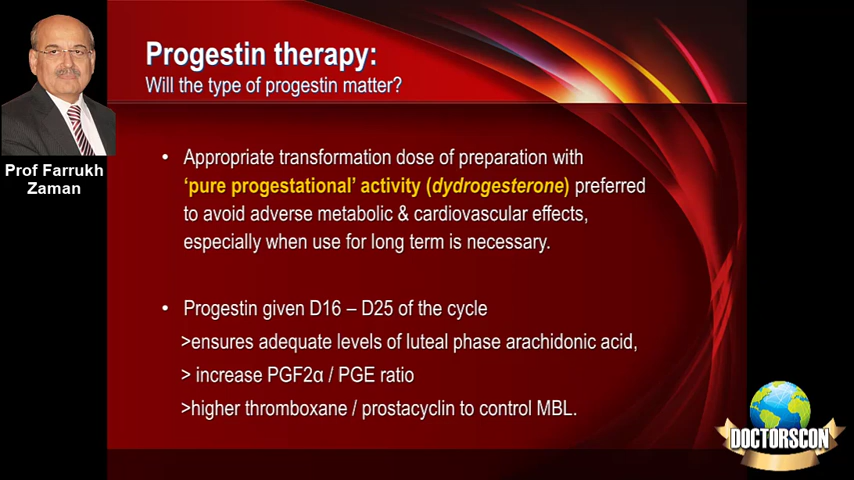 Progestin therapy:
Will the type of progestin matter?
Prof Farrukh
Zaman
• Appropriate transformation dose of preparation with
‘pure progestational’ activity (dydrogesterone) preferred
to avoid adverse metabolic & cardiovascular effects,
especially when use for long term is necessary.
• Progestin given D16 – D25 of the cycle
>ensures adequate levels of luteal phase arachidonic acid,
> increase PGF2α / PGE ratio
>higher thromboxane / prostacyclin to control MBL.
DOCTORSCON